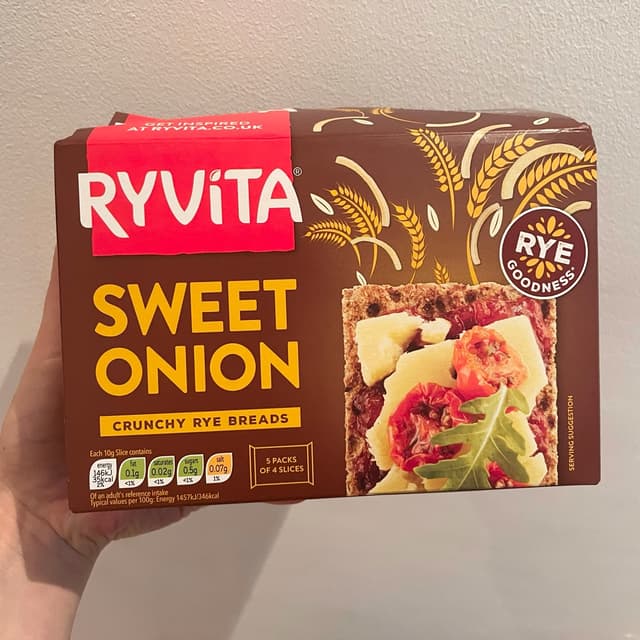 GET INSPIRED
AT RYVITA.CO.UK
RYVITA®
RYE
GOODNESS*
SWEET
ONION
CRUNCHY RYE BREADS
Each 10g Slice contains
energy
146kJ
35kcal
2%
fat
0.1g
<1%
saturates
0.02g
<1%
sugars
0.5g
<1%
salt
0.07g
1%
5 PACKS
OF 4 SLICES
Of an adult's reference intake
Typical values per 100g: Energy 1457kJ/346kcal
SERVING SUGGESTION